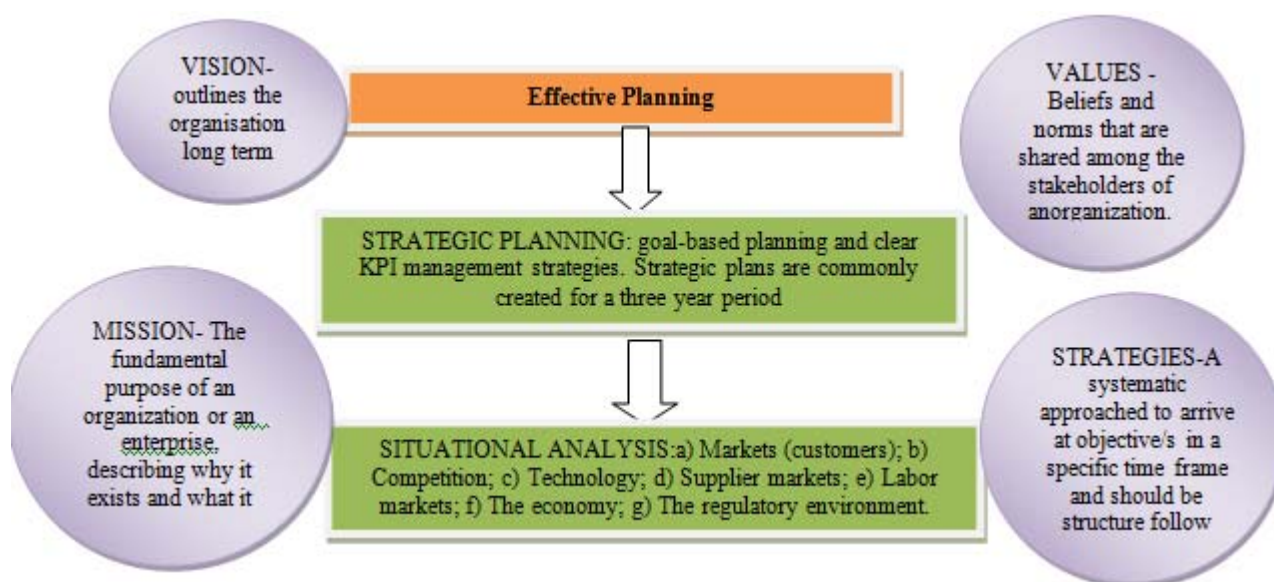 VISION-
outlines the
organisation
long term
Effective Planning
VALUES -
Beliefs and
norms that are
shared among the
stakeholders of
anorganization.
STRATEGIC PLANNING: goal-based planning and clear
KPI management strategies. Strategic plans are commonly
created for a three year period
MISSION- The
fundamental
purpose of an
organization or an
enterprise,
describing why it
exists and what it
STRATEGIES-A
systematic
approached to arrive
at objective/s in a
specific time frame
and should be
structure follow
SITUATIONAL ANALYSIS:a) Markets (customers); b)
Competition; c) Technology; d) Supplier markets; e) Labor
markets; f) The economy; g) The regulatory environment.